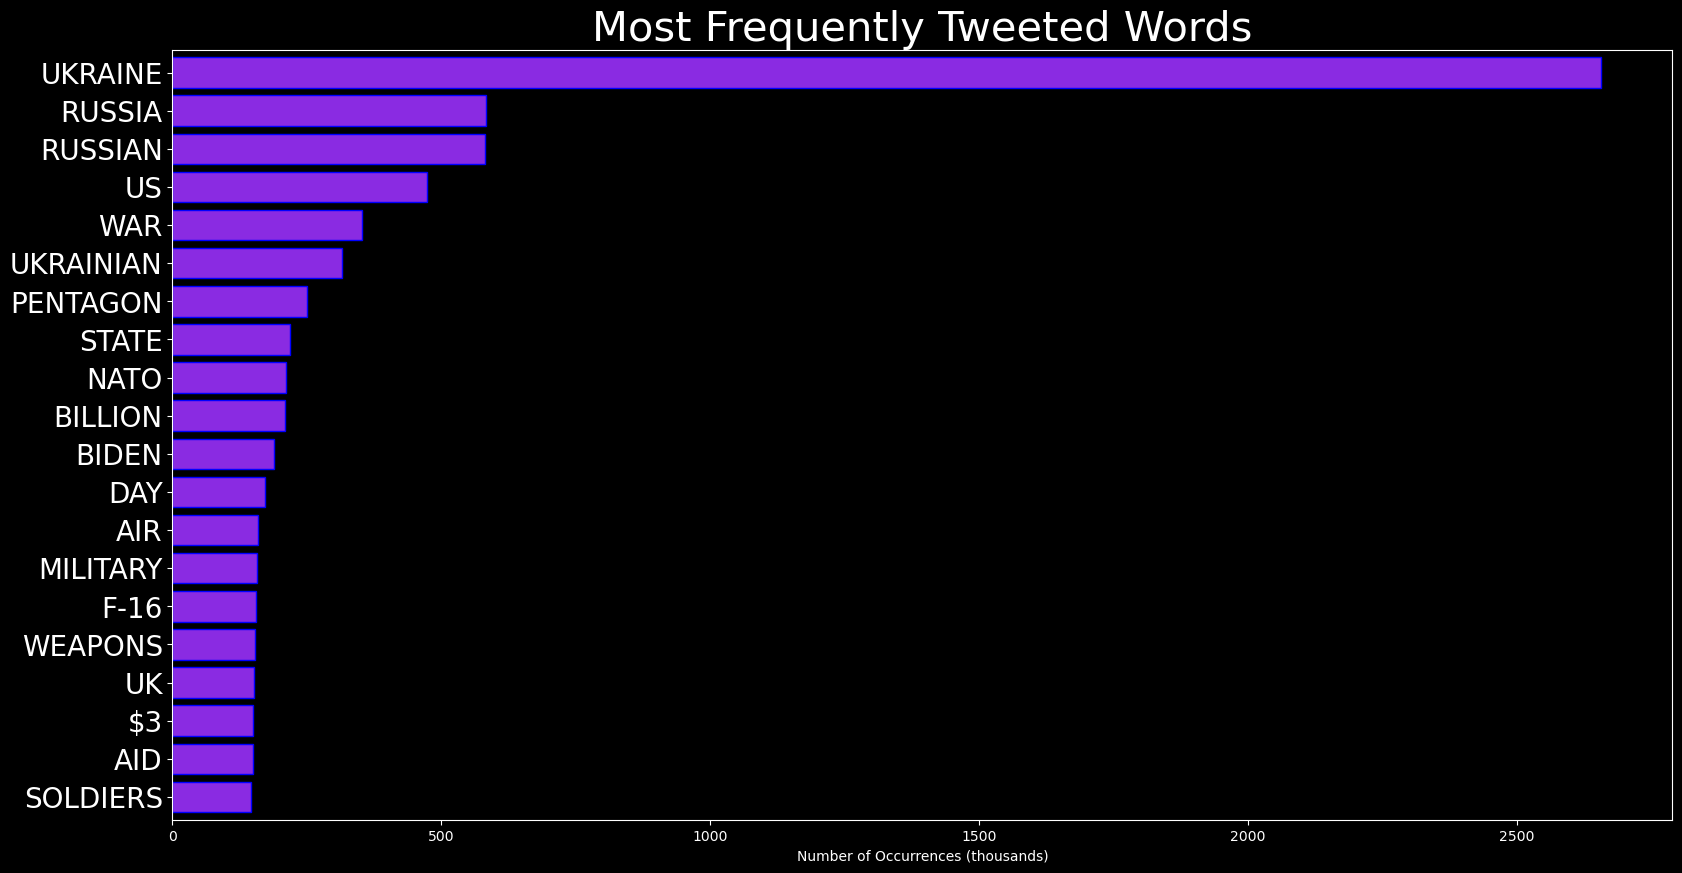 Most Frequently Tweeted Words
UKRAINE
RUSSIA
RUSSIAN
US
WAR
UKRAINIAN
PENTAGON
STATE
NATO
BILLION
BIDEN
DAY
AIR
MILITARY
F-16
WEAPONS
UK
$3
AID
SOLDIERS
0 500 1000 1500 2000 2500
Number of Occurrences (thousands)